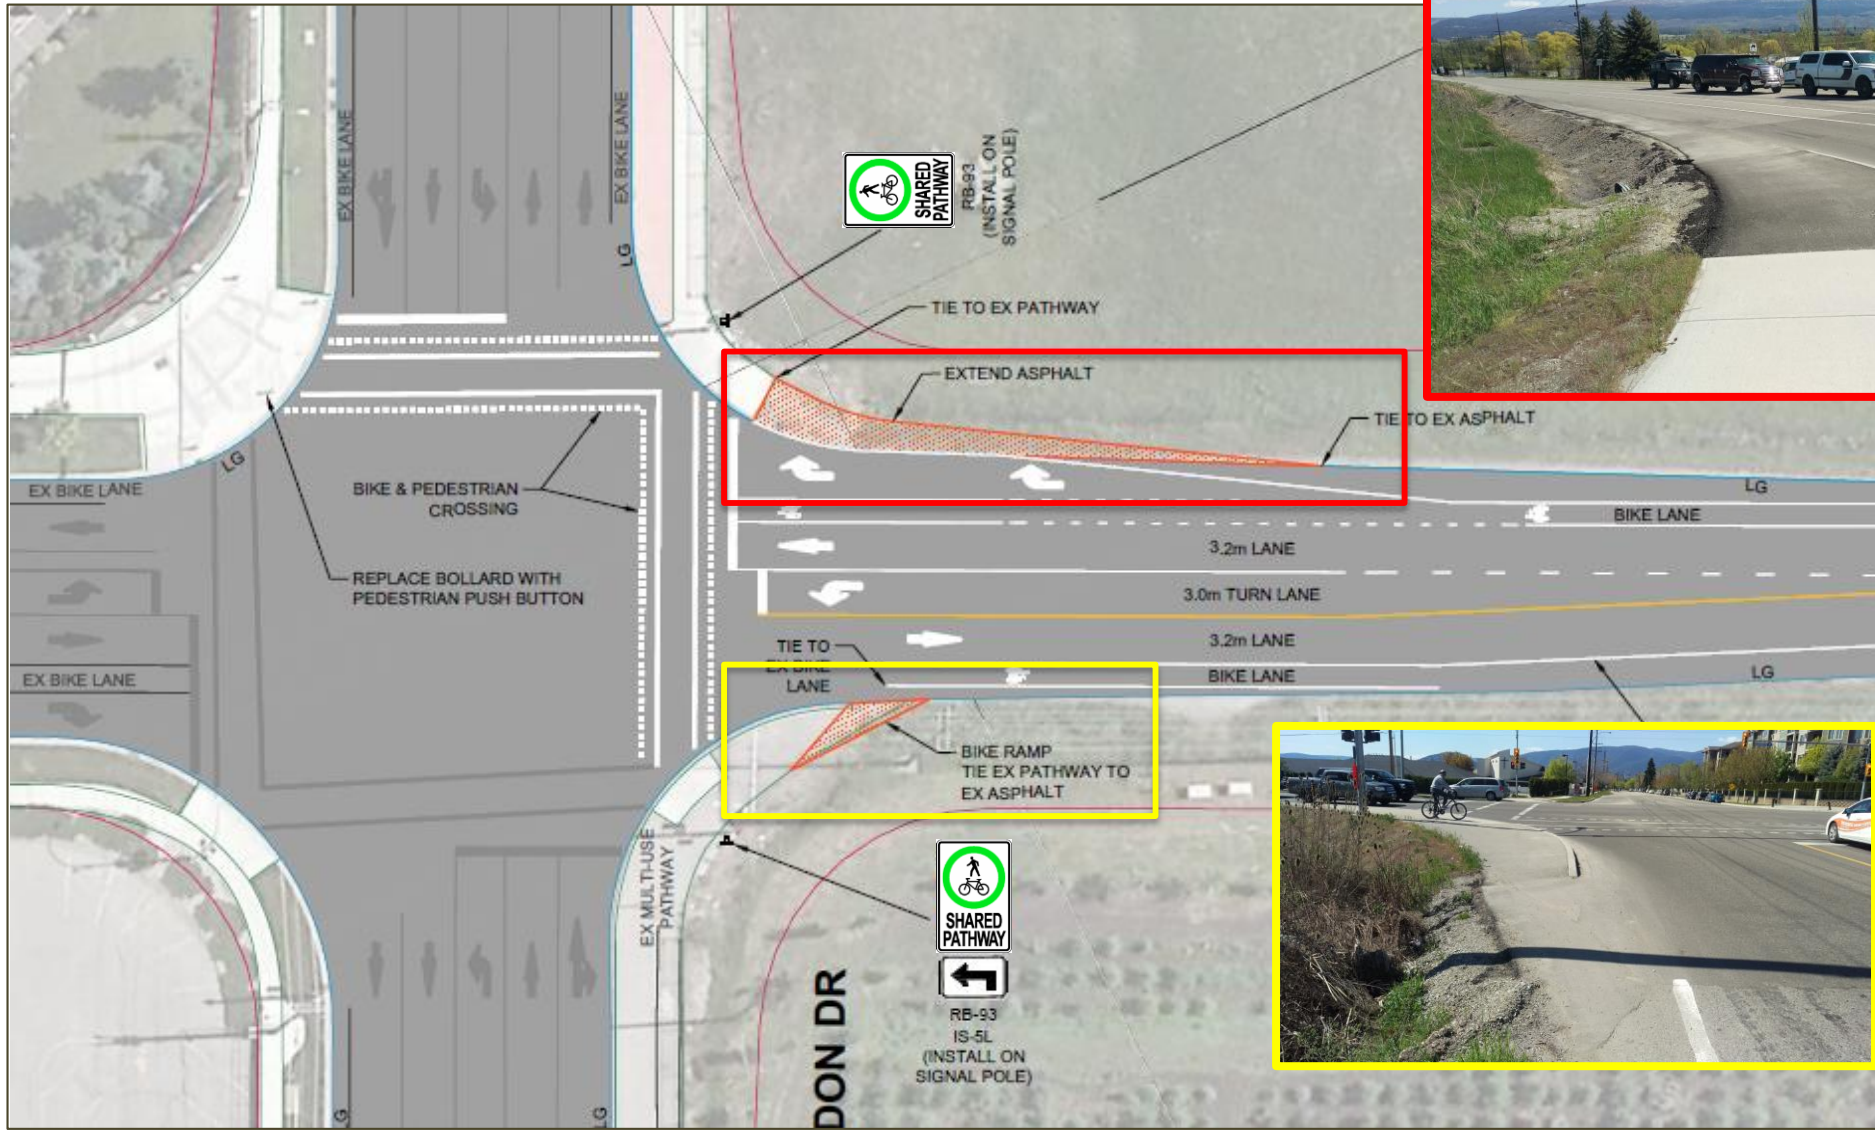 EX BIKE LANE
EX BIKE LANE
LG
SHARED
PATHWAY
RB-93
(INSTALL ON
SIGNAL POLE)
TIE TO EX PATHWAY
EXTEND ASPHALT
TIE TO EX ASPHALT
LG
EX BIKE LANE
BIKE & PEDESTRIAN
CROSSING
LG
BIKE LANE
3.2m LANE
REPLACE BOLLARD WITH
PEDESTRIAN PUSH BUTTON
3.0m TURN LANE
3.2m LANE
TIE TO
EX BIKE
LANE
EX BIKE LANE
BIKE LANE
LG
BIKE RAMP
TIE EX PATHWAY TO
EX ASPHALT
EX MULTI-USE
PATHWAY
SHARED
PATHWAY
RB-93
IS-5L
(INSTALL ON
SIGNAL POLE)
DON DR
LG
LG